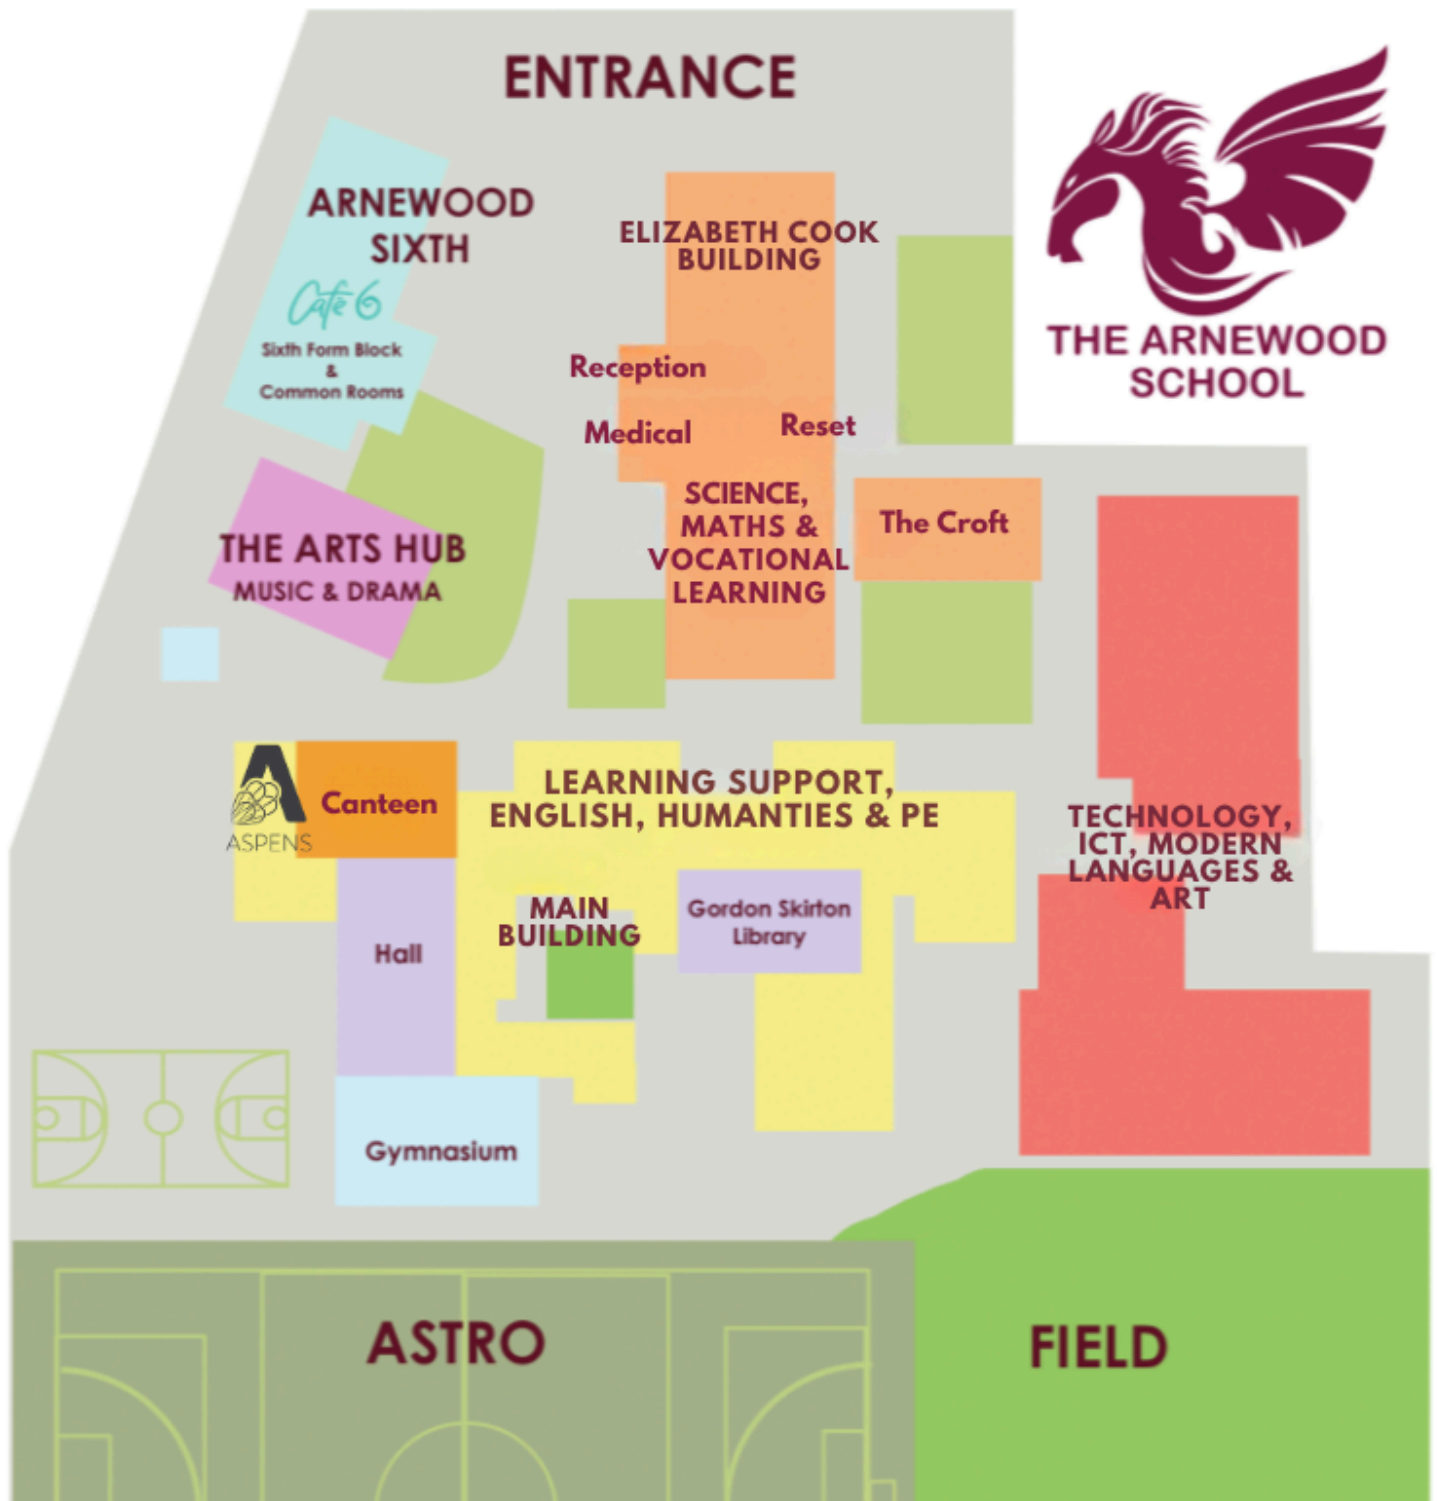 ENTRANCE
ARNEWOOD
SIXTH
Café 6
Sixth Form Block
&
Common Rooms
ELIZABETH COOK
BUILDING
THE ARNEWOOD
SCHOOL
Reception
Medical
Reset
SCIENCE,
MATHS &
VOCATIONAL
LEARNING
The Croft
THE ARTS HUB
MUSIC & DRAMA
A
ASPENS
Canteen
LEARNING SUPPORT,
ENGLISH, HUMANTIES & PE
TECHNOLOGY,
ICT, MODERN
LANGUAGES &
ART
MAIN
BUILDING
Gordon Skirton
Library
Hall
Gymnasium
ASTRO
FIELD